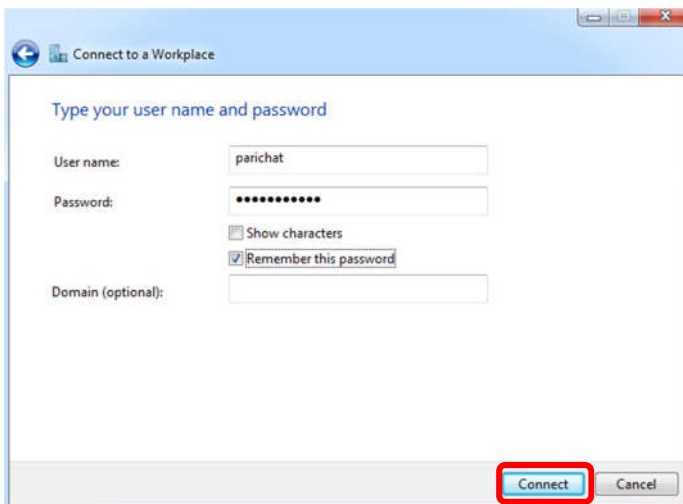 Connect to a Workplace
Type your user name and password
User name: parichat
Password: •••••••••••
Show characters
Remember this password
Domain (optional):
Connect Cancel